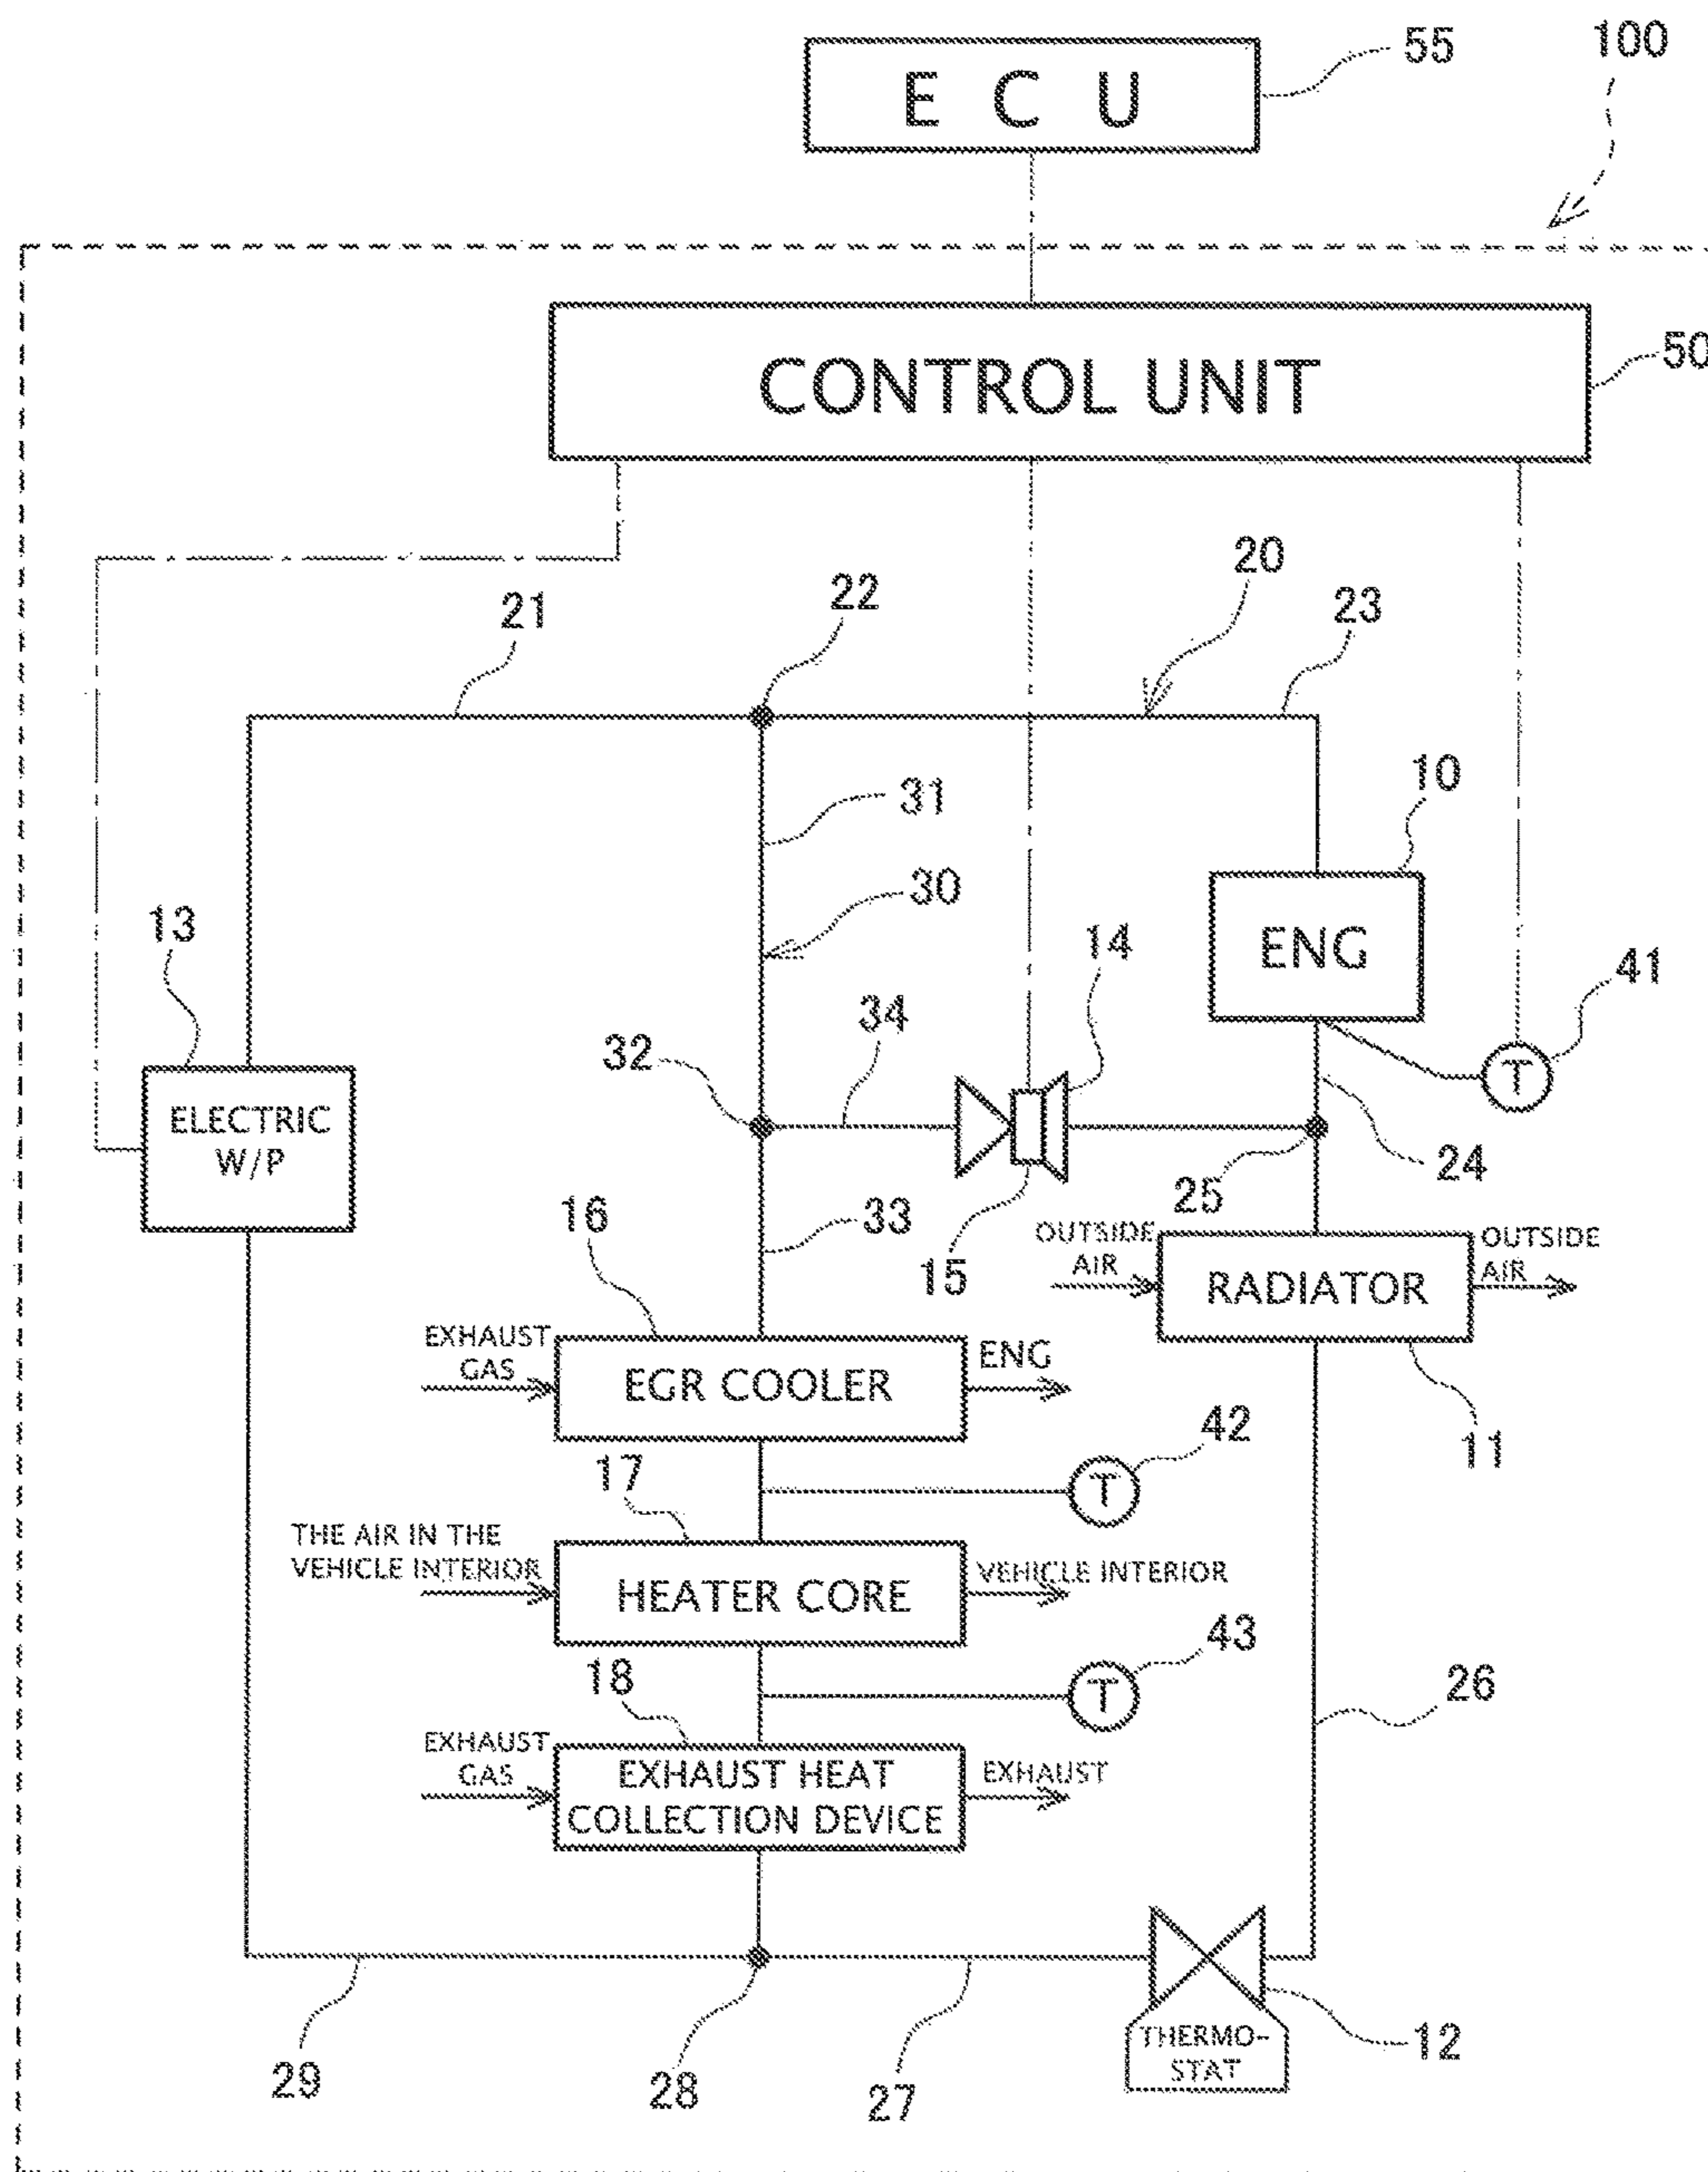 55
100
E C U
50
CONTROL UNIT
20
22
21
23
10
31
30
13
ENG
14
41
34
32
T
ELECTRIC
W/P
24
25
16
33
15
OUTSIDE
AIR
OUTSIDE
AIR
RADIATOR
EXHAUST
GAS
ENG
EGR COOLER
42
11
17
T
THE AIR IN THE
VEHICLE INTERIOR
VEHICLE INTERIOR
HEATER CORE
43
18
26
T
EXHAUST
GAS
EXHAUST HEAT
COLLECTION DEVICE
EXHAUST
THERMO-
STAT
12
29
28
27